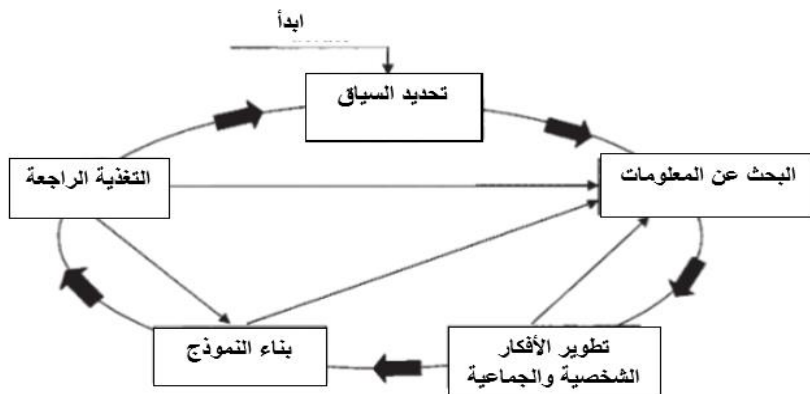 ابدأ
تحديد السياق
البحث عن المعلومات
التغذية الراجعة
تطوير الأفكار
الشخصية والجماعية
بناء النموذج